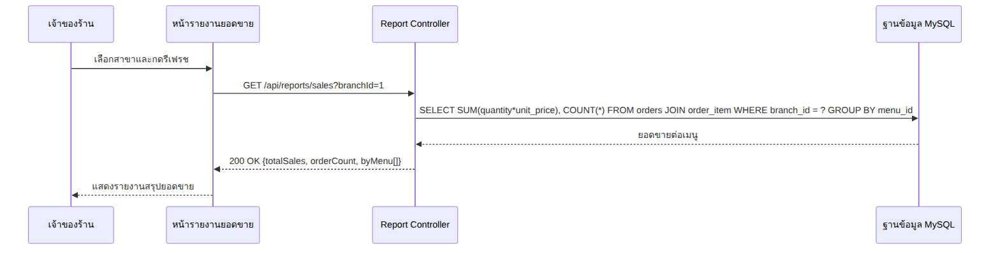 เจ้าของร้าน
หน้ารายงานยอดขาย
Report Controller
ฐานข้อมูล MySQL
เลือกสาขาและกดรีเฟรช
GET /api/reports/sales?branchId=1
SELECT SUM(quantity*unit_price), COUNT(*) FROM orders JOIN order_item WHERE branch_id = ? GROUP BY menu_id
ยอดขายต่อเมนู
200 OK {totalSales, orderCount, byMenu[]}
แสดงรายงานสรุปยอดขาย
เจ้าของร้าน
หน้ารายงานยอดขาย
Report Controller
ฐานข้อมูล MySQL